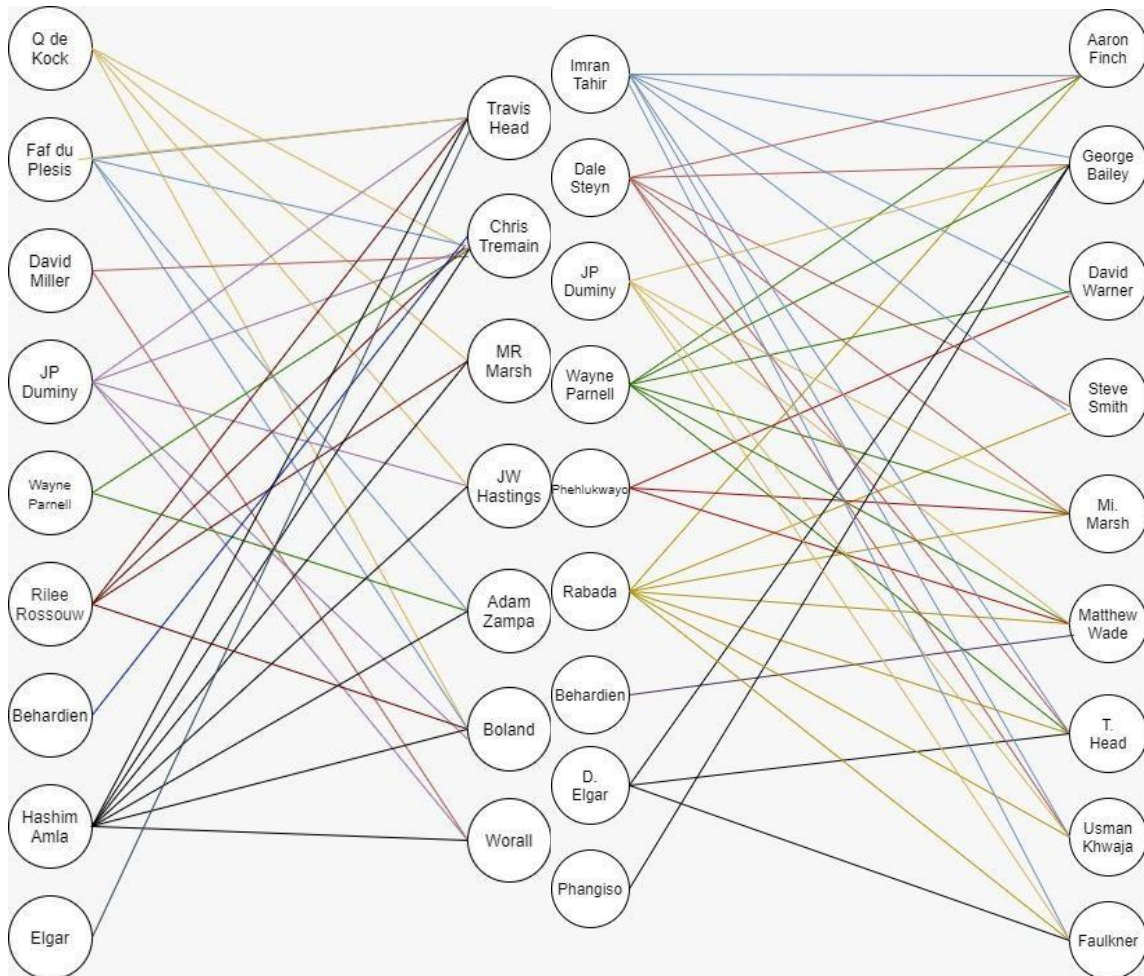 Q de
Kock
Faf du
Plesis
David
Miller
JP
Duminy
Wayne
Parnell
Rilee
Rossouw
Behardien
Hashim
Amla
Elgar
Travis
Head
Chris
Tremain
MR
Marsh
JW
Hastings
Adam
Zampa
Boland
Worall
Imran
Tahir
Dale
Steyn
JP
Duminy
Wayne
Parnell
Phehlukwayo
Rabada
Behardien
D.
Elgar
Phangiso
Aaron
Finch
George
Bailey
David
Warner
Steve
Smith
Mi.
Marsh
Matthew
Wade
T.
Head
Usman
Khwaja
Faulkner